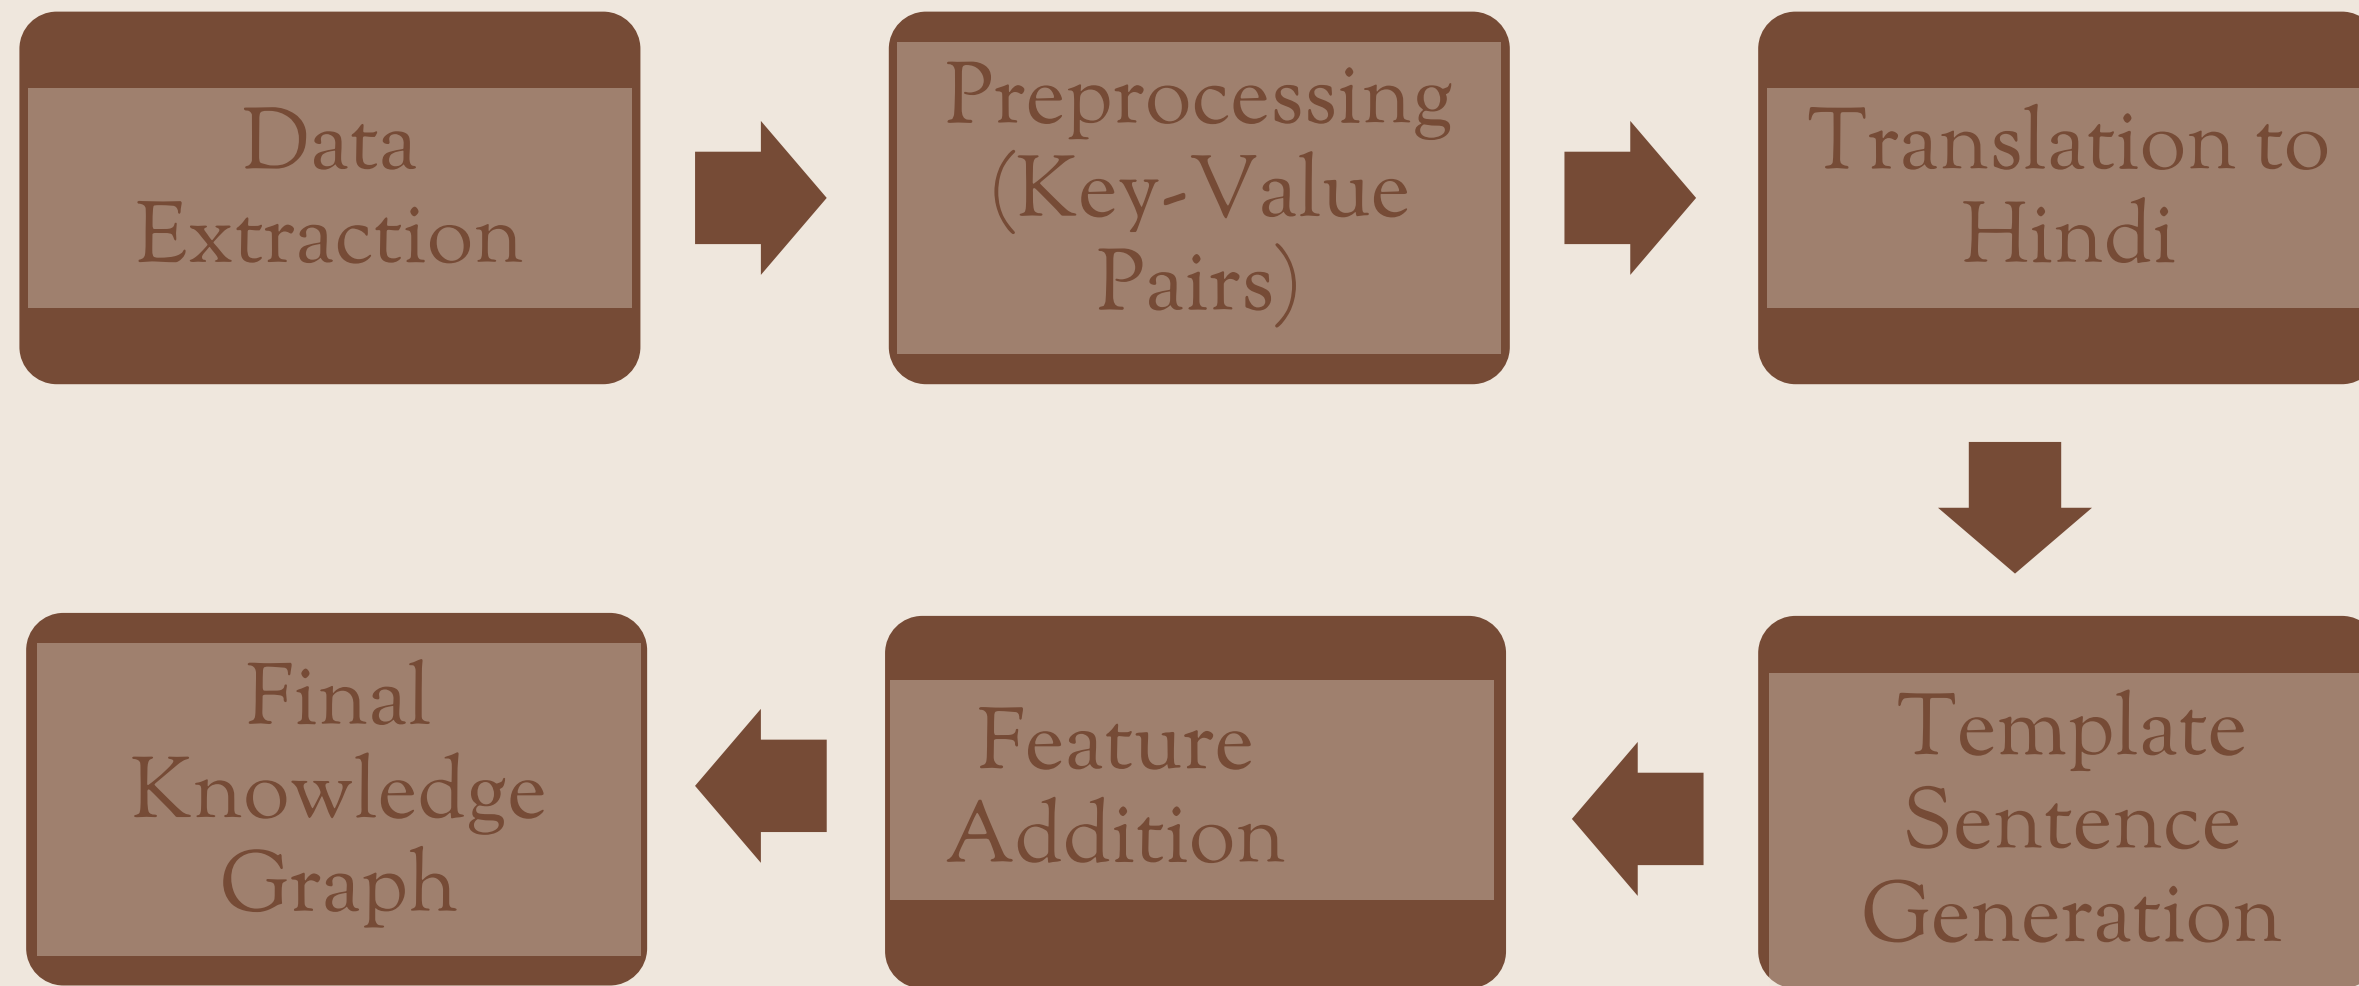 Data
Extraction
Preprocessing
(Key-Value
Pairs)
Translation to
Hindi
Template
Sentence
Generation
Feature
Addition
Final
Knowledge
Graph